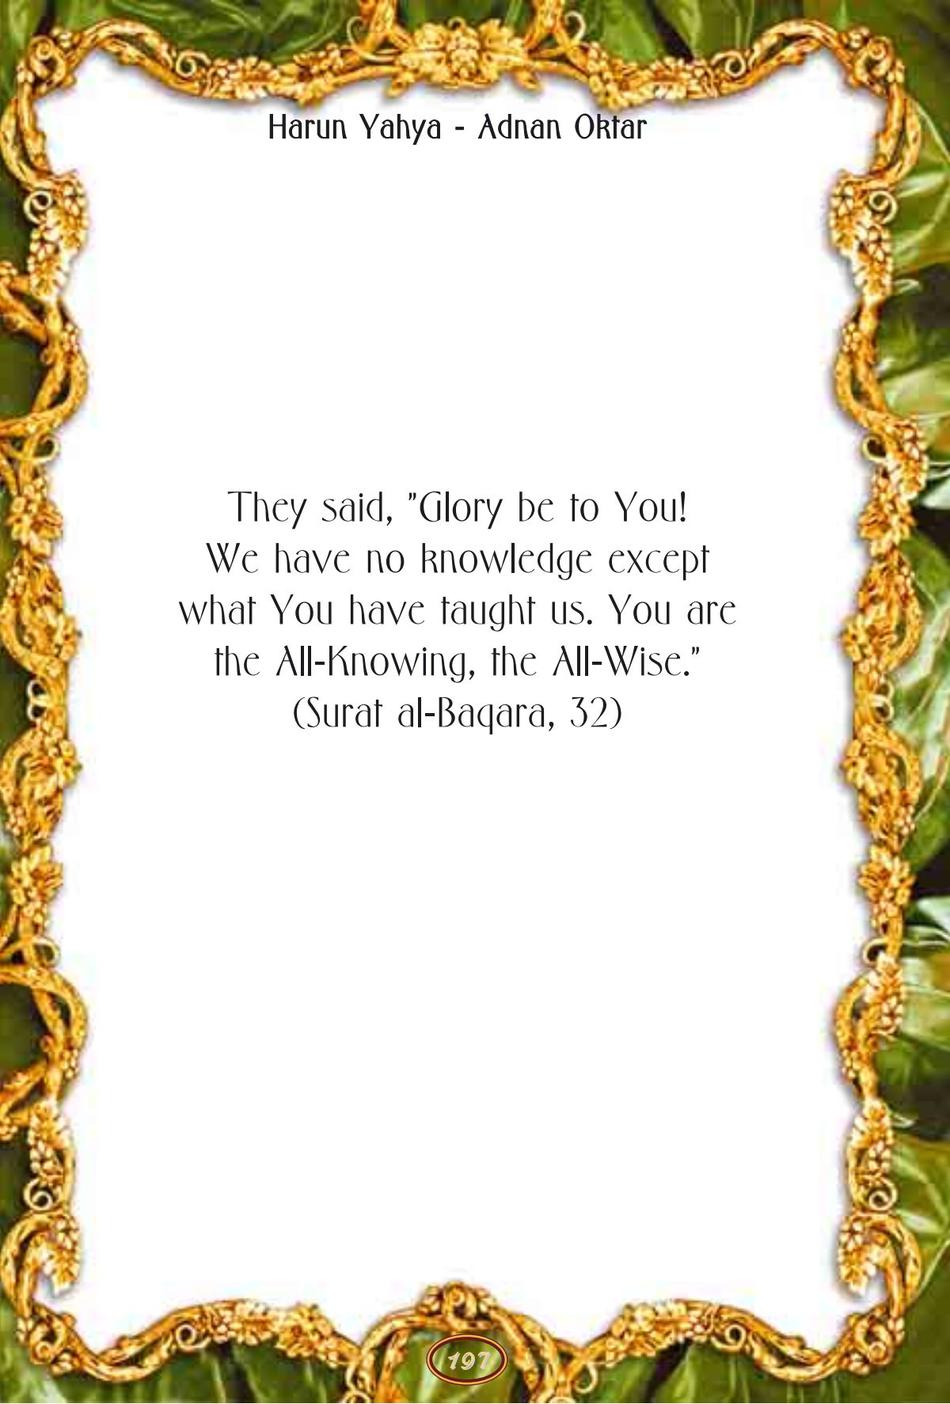 Harun Yahya - Adnan Oktar
They said, "Glory be to You!
We have no knowledge except
what You have taught us. You are
the All-Knowing, the All-Wise."
(Surat al-Baqara, 32)
197